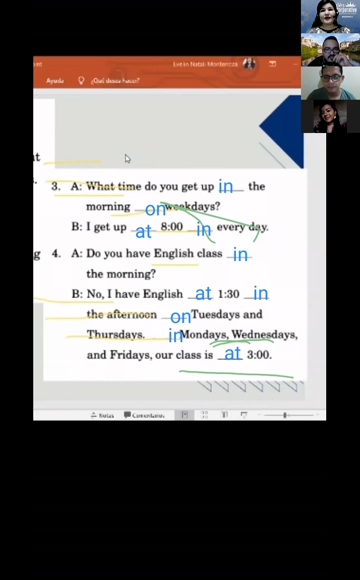 Evelin Natali Monterroza
Ayuda ¿Qué desea hacer?
3. A: What time do you get up in the
morning on weekdays?
B: I get up at 8:00 in every day.
4. A: Do you have English class in
the morning?
B: No, I have English at 1:30 in
the afternoon on Tuesdays and
Thursdays. in Mondays, Wednesdays,
and Fridays, our class is at 3:00.
Notas Comentarios